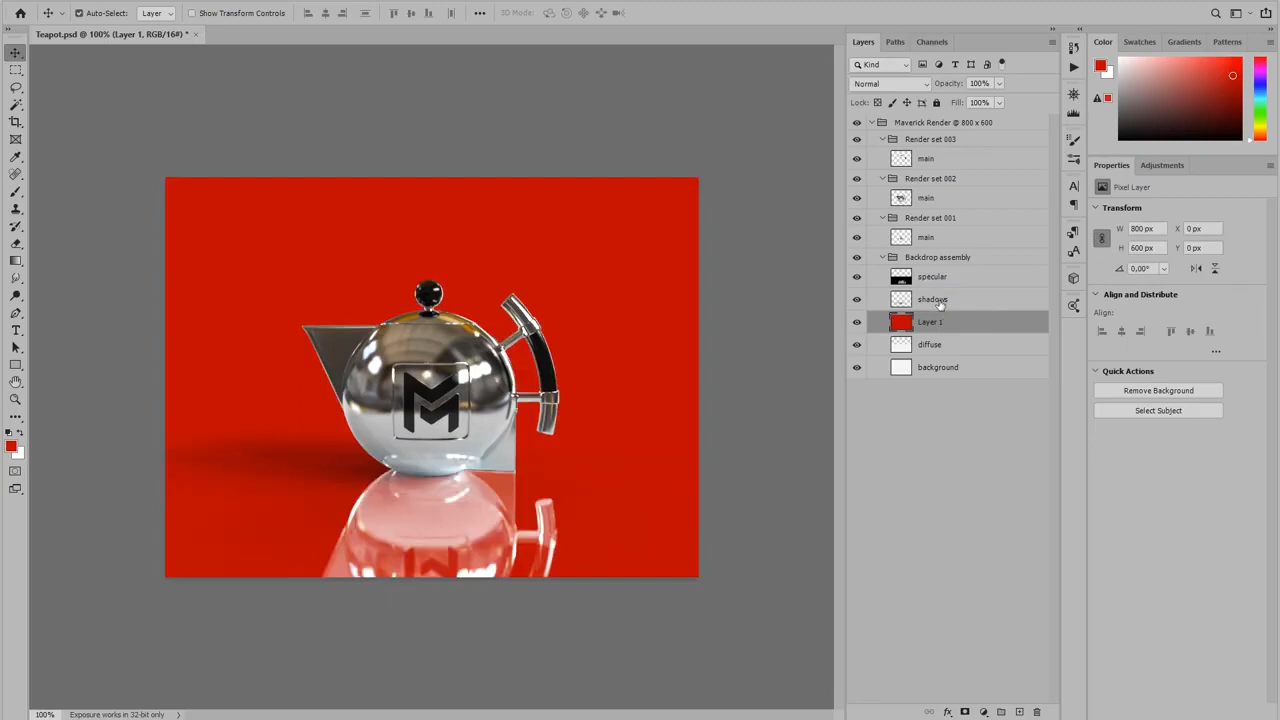 Auto-Select: Layer Show Transform Controls 3D Mode:
Teapot.psd @ 100% (Layer 1, RGB/16#) *
Layers Paths Channels
Kind
Normal Opacity: 100%
Lock: Fill: 100%
Maverick Render @ 800 x 600
Render set 003
main
Render set 002
main
Render set 001
main
Backdrop assembly
specular
shadows
Layer 1
diffuse
background
Color Swatches Gradients Patterns
Properties Adjustments
Pixel Layer
Transform
W 800 px X 0 px
H 600 px Y 0 px
0,00°
Align and Distribute
Align:
Quick Actions
Remove Background
Select Subject
100% Exposure works in 32-bit only